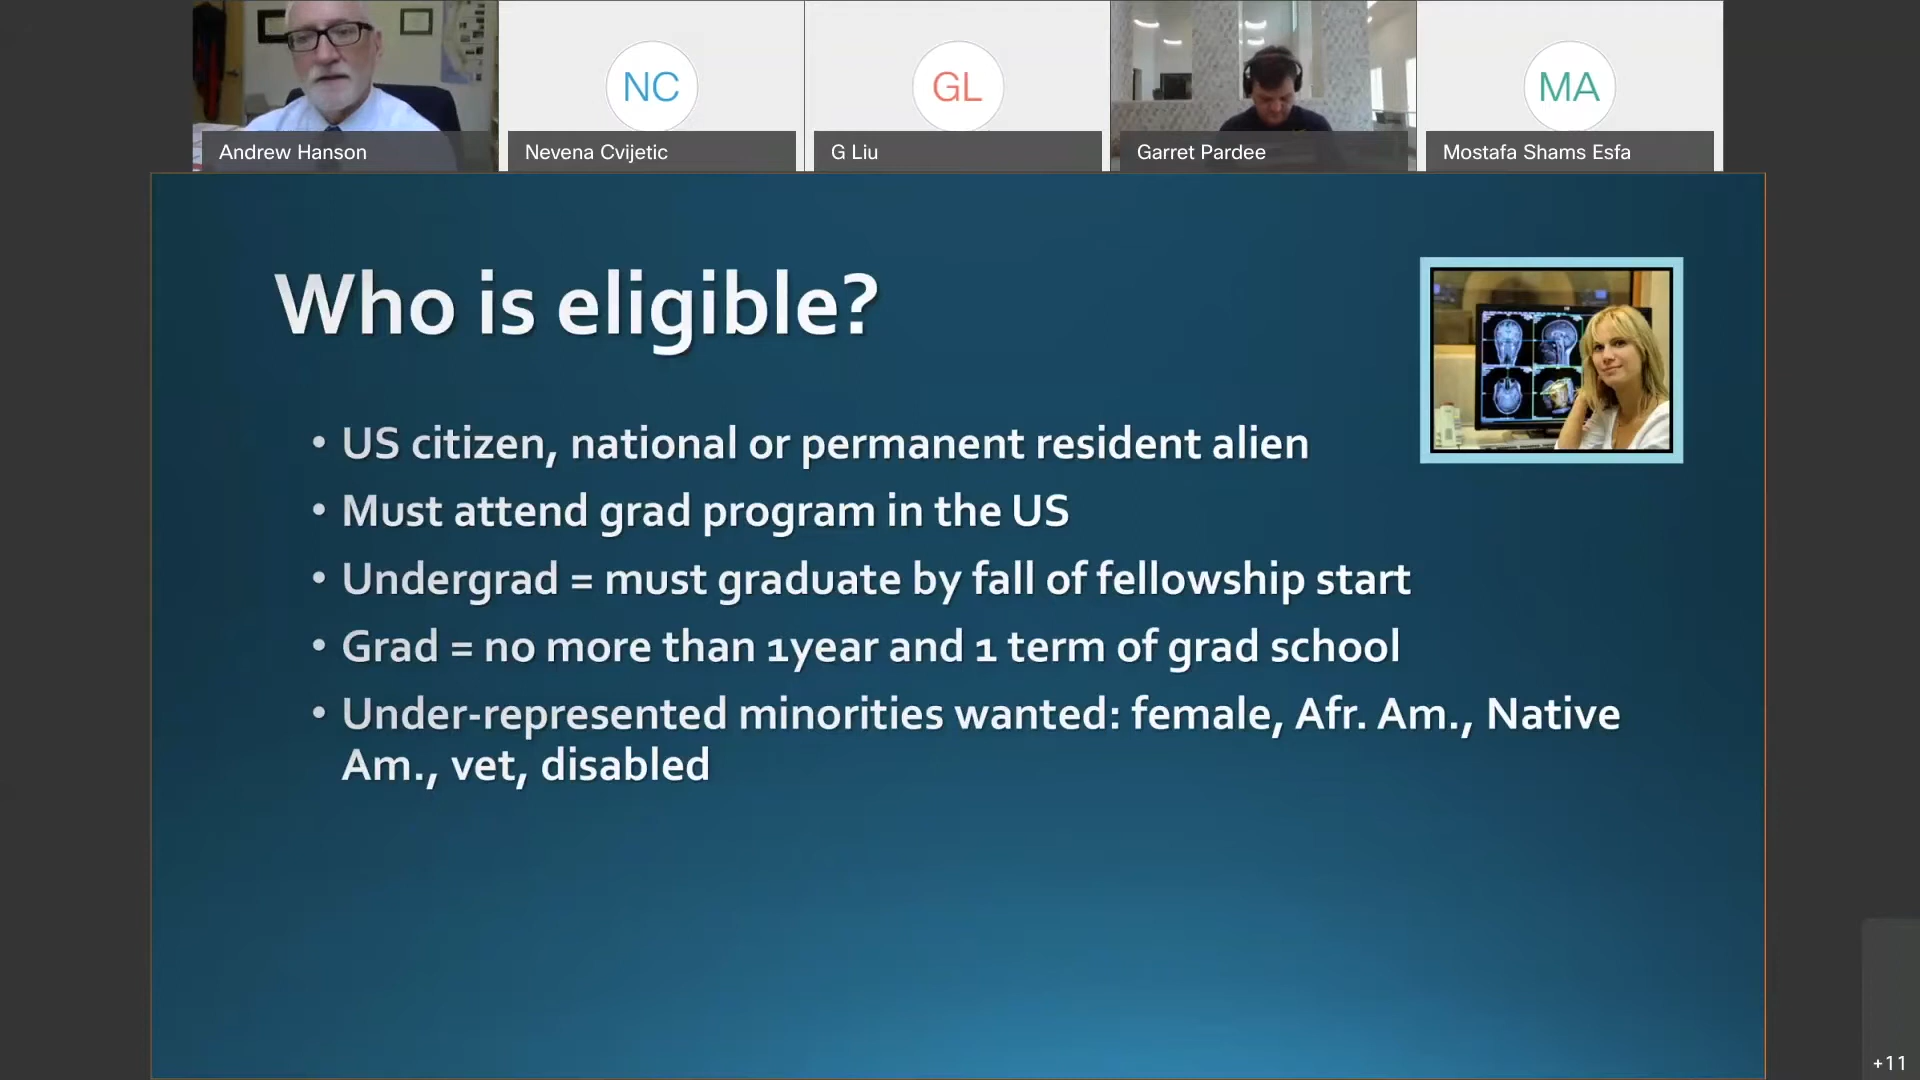 NC
GL
MA
Andrew Hanson
Nevena Cvijetic
G Liu
Garret Pardee
Mostafa Shams Esfa
Who is eligible?
• US citizen, national or permanent resident alien
• Must attend grad program in the US
• Undergrad = must graduate by fall of fellowship start
• Grad = no more than 1year and 1 term of grad school
• Under-represented minorities wanted: female, Afr. Am., Native
Am., vet, disabled
+11